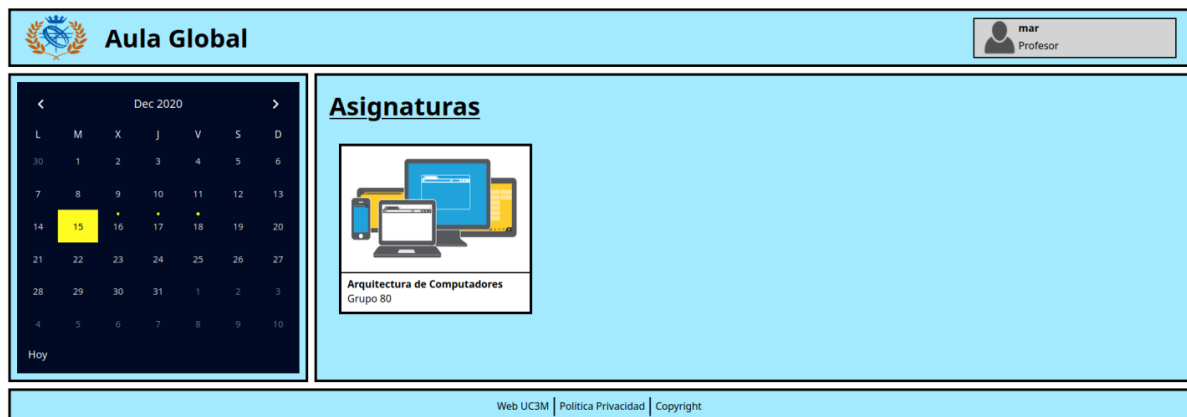 Aula Global
mar
Profesor
Dec 2020
L M X J V S D
30 1 2 3 4 5 6
7 8 9 10 11 12 13
14 15 16 17 18 19 20
21 22 23 24 25 26 27
28 29 30 31 1 2 3
4 5 6 7 8 9 10
Hoy
Asignaturas
Arquitectura de Computadores
Grupo 80
Web UC3M | Politica Privacidad | Copyright